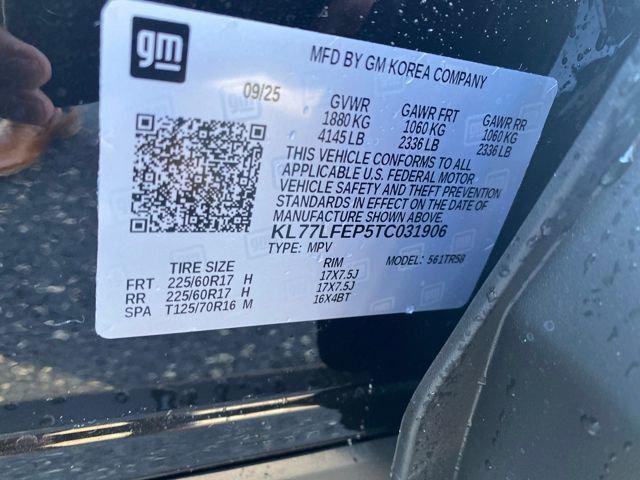 gm
MFD BY GM KOREA COMPANY
09/25
GVWR GAWR FRT GAWR RR
1880 KG 1060 KG 1060 KG
4145 LB 2336 LB 2336 LB
THIS VEHICLE CONFORMS TO ALL
APPLICABLE U.S. FEDERAL MOTOR
VEHICLE SAFETY AND THEFT PREVENTION
STANDARDS IN EFFECT ON THE DATE OF
MANUFACTURE SHOWN ABOVE.
KL77LFEP5TC031906
TYPE: MPV MODEL: 561TR58
TIRE SIZE RIM
FRT 225/60R17 H 17X7.5J
RR 225/60R17 H 17X7.5J
SPA T125/70R16 M 16X4BT